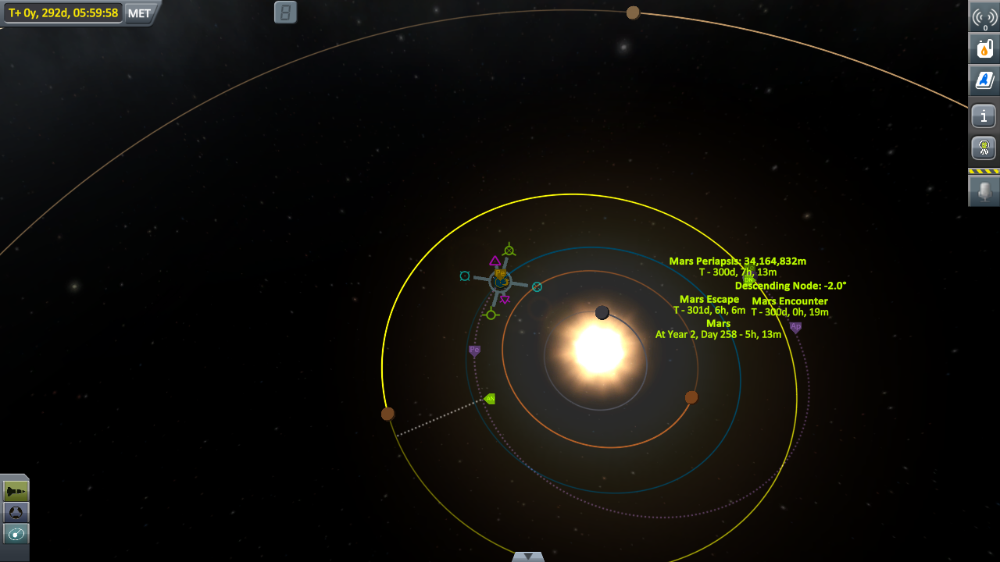 T+ 0y, 292d, 05:59:58 MET
0
i
Pe
Mars Periapsis: 34,164,832m
T - 300d, 7h, 13m
DN
Descending Node: -2.0°
Mars Escape
T - 301d, 6h, 6m
Mars Encounter
T - 300d, 0h, 19m
Mars
At Year 2, Day 258 - 5h, 13m
Ap
Pe
AN